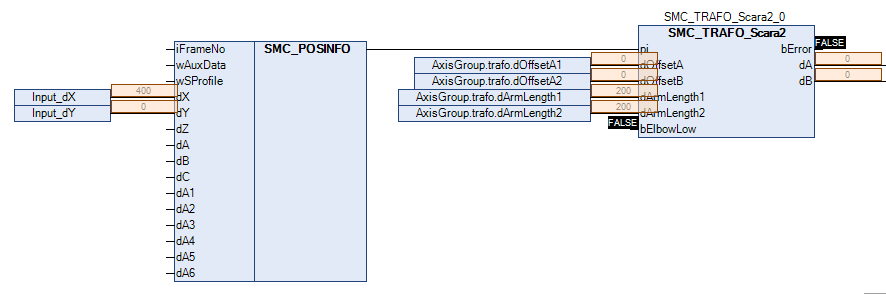 SMC_TRAFO_Scara2_0
iFrameNo SMC_POSINFO
SMC_TRAFO_Scara2
pi bError FALSE
wAuxData
AxisGroup.trafo.dOffsetA1 0 dOffsetA dA 0
wSProfile
AxisGroup.trafo.dOffsetA2 0 dOffsetB dB 0
Input_dX 400 dX
AxisGroup.trafo.dArmLength1 200 dArmLength1
Input_dY 0 dY
AxisGroup.trafo.dArmLength2 200 dArmLength2
dZ
FALSE bElbowLow
dA
dB
dC
dA1
dA2
dA3
dA4
dA5
dA6